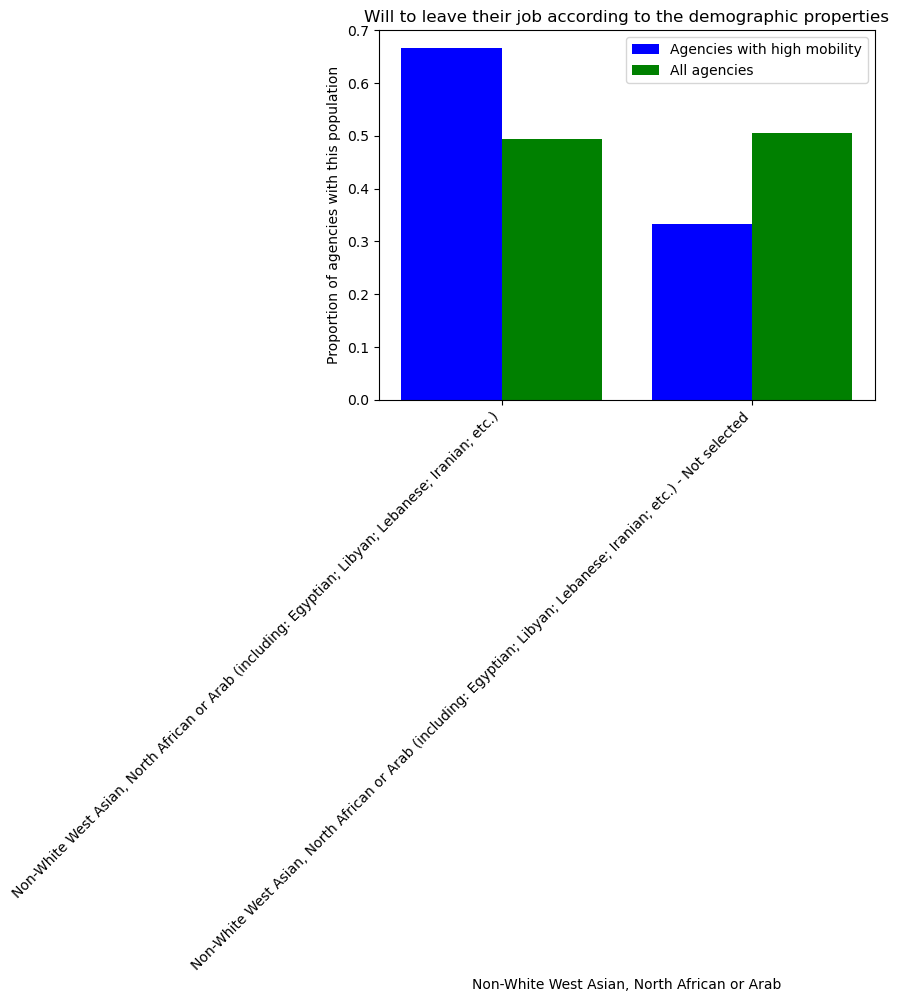 Will to leave their job according to the demographic properties
Agencies with high mobility
All agencies
Proportion of agencies with this population
0.7
0.6
0.5
0.4
0.3
0.2
0.1
0.0
Non-White West Asian, North African or Arab (including: Egyptian; Libyan; Lebanese; Iranian; etc.)
Non-White West Asian, North African or Arab (including: Egyptian; Libyan; Lebanese; Iranian; etc.) - Not selected
Non-White West Asian, North African or Arab